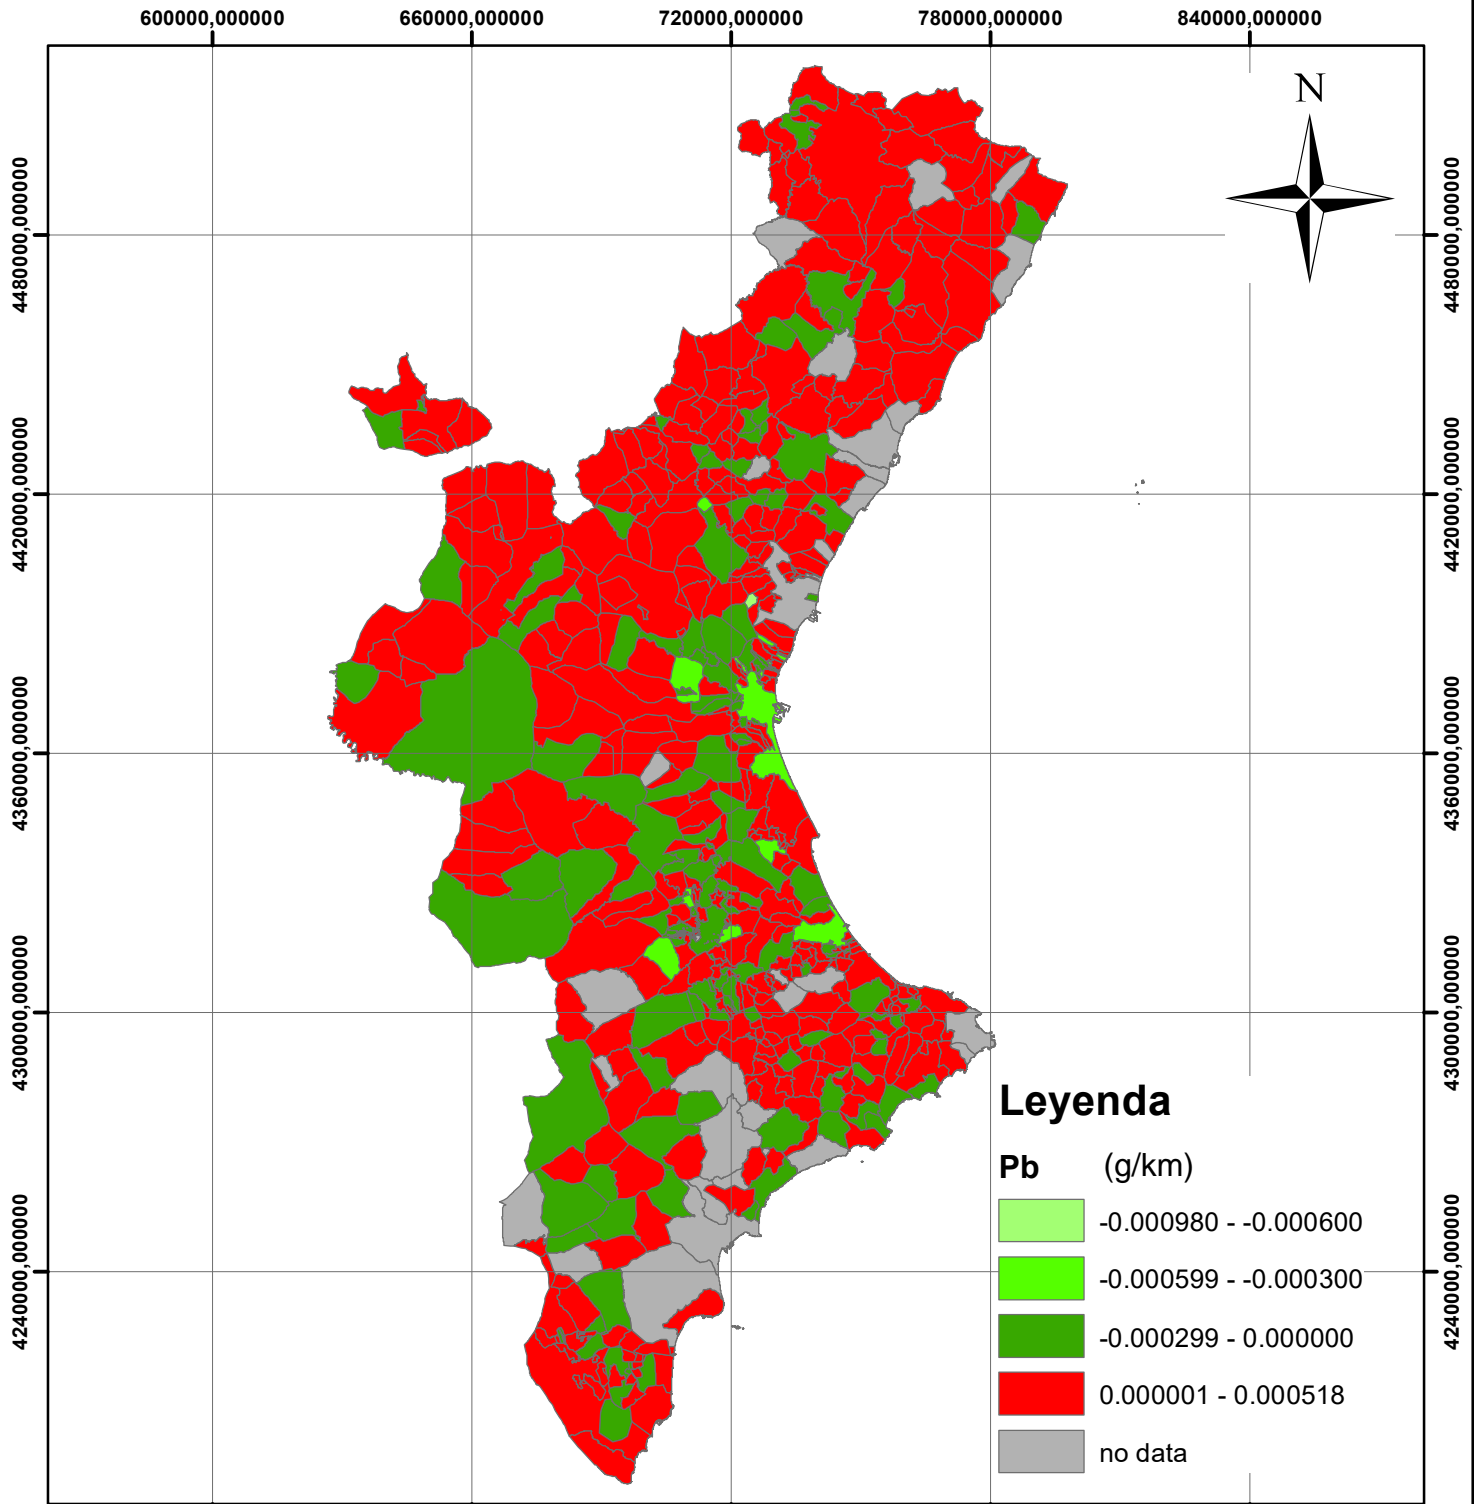 600000,000000 660000,000000 720000,000000 780000,000000 840000,000000
N
4480000,000000 4480000,000000
4420000,000000 4420000,000000
4360000,000000 4360000,000000
4300000,000000 4300000,000000
4240000,000000 4240000,000000
Leyenda
Pb (g/km)
-0.000980 - -0.000600
-0.000599 - -0.000300
-0.000299 - 0.000000
0.000001 - 0.000518
no data